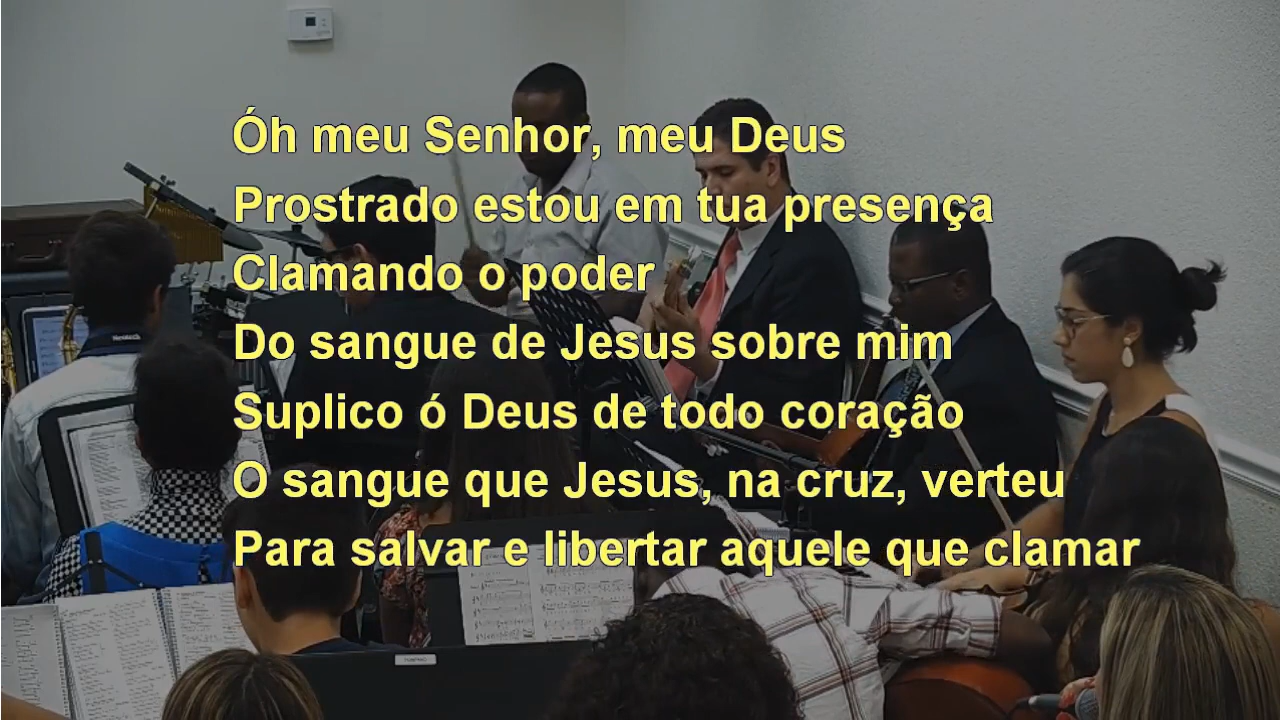 Óh meu Senhor, meu Deus
Prostrado estou em tua presença
Clamando o poder
Do sangue de Jesus sobre mim
Suplico ó Deus de todo coração
O sangue que Jesus, na cruz, verteu
Para salvar e libertar aquele que clamar